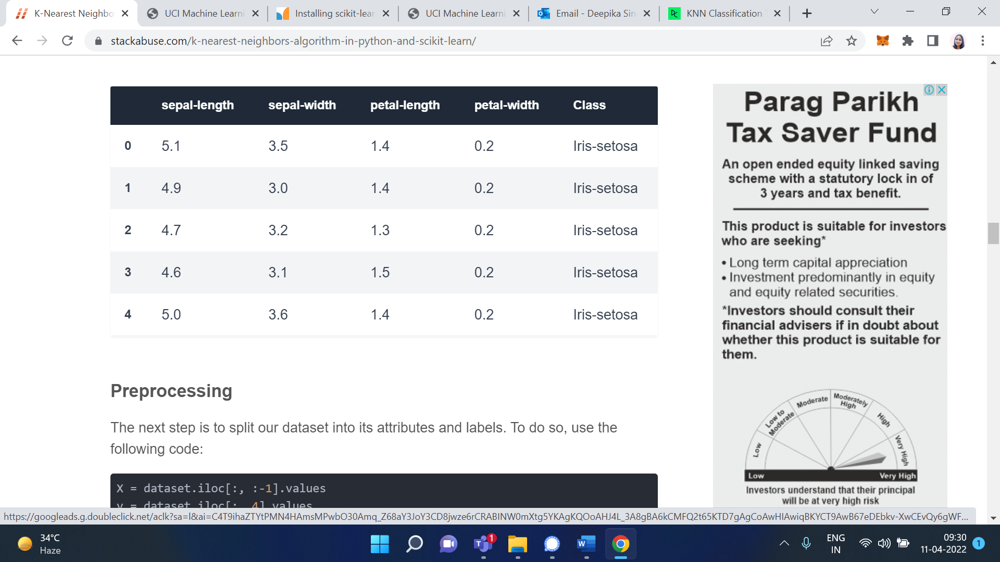 K-Nearest Neighbo
UCI Machine Learni
Installing scikit-lear
UCI Machine Learni
Email - Deepika Sin
KNN Classification
stackabuse.com/k-nearest-neighbors-algorithm-in-python-and-scikit-learn/
sepal-length sepal-width petal-length petal-width Class
0 5.1 3.5 1.4 0.2 Iris-setosa
1 4.9 3.0 1.4 0.2 Iris-setosa
2 4.7 3.2 1.3 0.2 Iris-setosa
3 4.6 3.1 1.5 0.2 Iris-setosa
4 5.0 3.6 1.4 0.2 Iris-setosa
Preprocessing
The next step is to split our dataset into its attributes and labels. To do so, use the
following code:
X = dataset.iloc[:, :-1].values
y = dataset.iloc[:, 4].values
Parag Parikh
Tax Saver Fund
An open ended equity linked saving
scheme with a statutory lock in of
3 years and tax benefit.
This product is suitable for investors
who are seeking*
• Long term capital appreciation
• Investment predominantly in equity
and equity related securities.
*Investors should consult their
financial advisers if in doubt about
whether this product is suitable for
them.
Low
Low to
Moderate
Moderate
Moderately
High
High
Very High
Low Very High
Investors understand that their principal
will be at very high risk
https://googleads.g.doubleclick.net/aclk?sa=l&ai=C4T9ihaZTYtPMN4HAmsMPwbO30Amq_Z68aY3JoY3CD8jwze6rCRABINW0mXtg5YKAgKQOoAHJ4L_3A8gBA6kCMFQ2t65KTD7gAgCoAwHIAwiqBKYCT9AwB67eDEbkv-XwCEvQy6gWF...
34°C
Haze
1
ENG
IN
09:30
11-04-2022
1